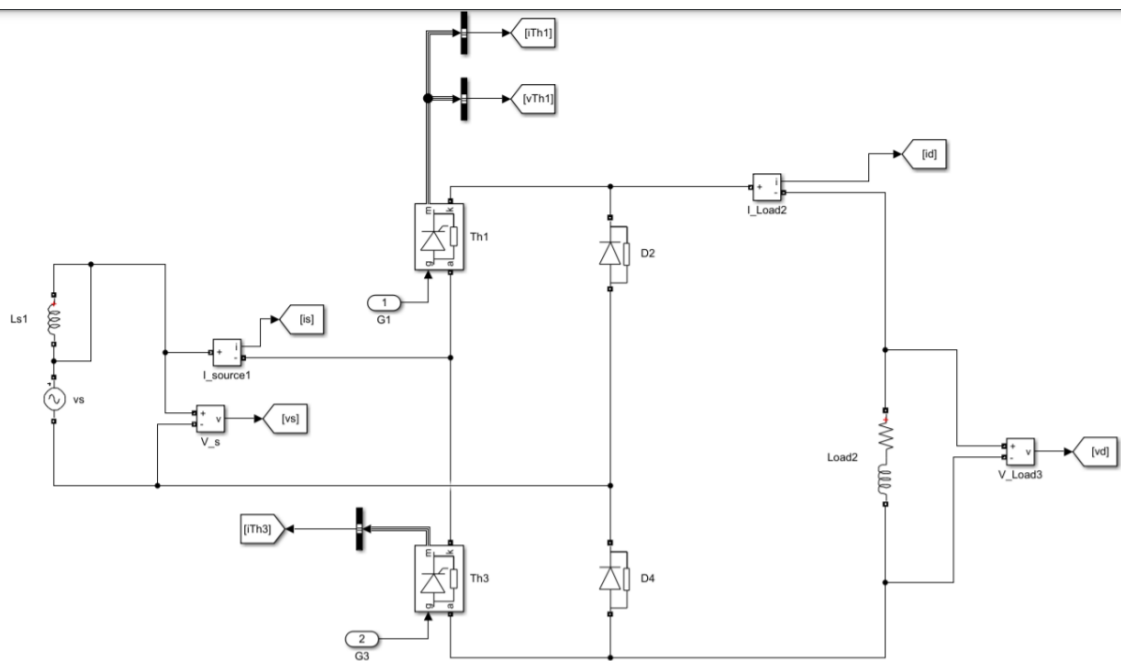 [iTh1]
[vTh1]
[id]
i
+
-
I_Load2
m
k
g
a
Th1
D2
1
G1
Ls1
[is]
i
+
-
I_source1
vs
+
-
v
V_s
[vs]
Load2
+
-
v
V_Load3
[vd]
[iTh3]
m
k
g
a
Th3
D4
2
G3